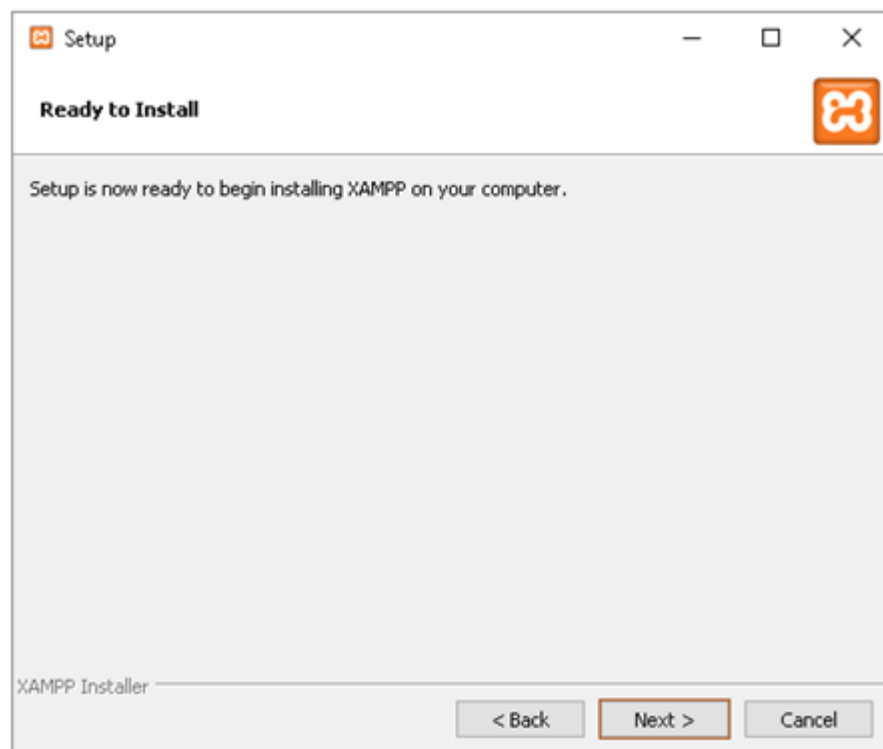 Setup
Ready to Install
Setup is now ready to begin installing XAMPP on your computer.
XAMPP Installer
< Back
Next >
Cancel